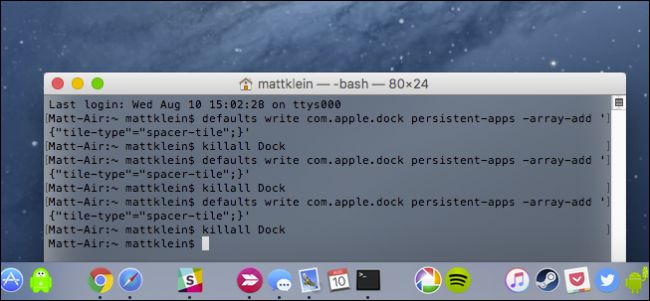 mattklein — -bash — 80×24
Last login: Wed Aug 10 15:02:28 on ttys000
[Matt-Air:~ mattklein$ defaults write com.apple.dock persistent-apps -array-add ']
{"tile-type"="spacer-tile";}'
[Matt-Air:~ mattklein$ killall Dock ]
[Matt-Air:~ mattklein$ defaults write com.apple.dock persistent-apps -array-add ']
{"tile-type"="spacer-tile";}'
[Matt-Air:~ mattklein$ killall Dock ]
[Matt-Air:~ mattklein$ defaults write com.apple.dock persistent-apps -array-add ']
{"tile-type"="spacer-tile";}'
[Matt-Air:~ mattklein$ killall Dock ]
Matt-Air:~ mattklein$
S
10
>_